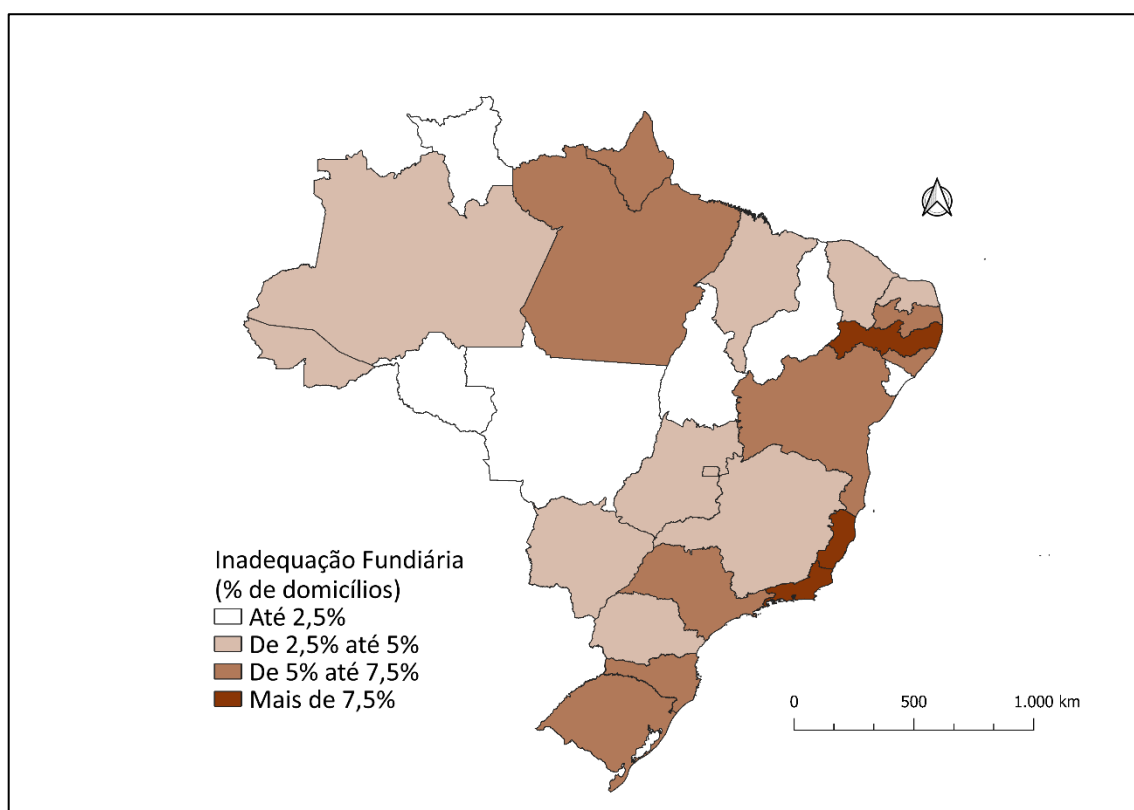 Inadequação Fundiária
(% de domicílios)
Até 2,5%
De 2,5% até 5%
De 5% até 7,5%
Mais de 7,5%
0 500 1.000 km